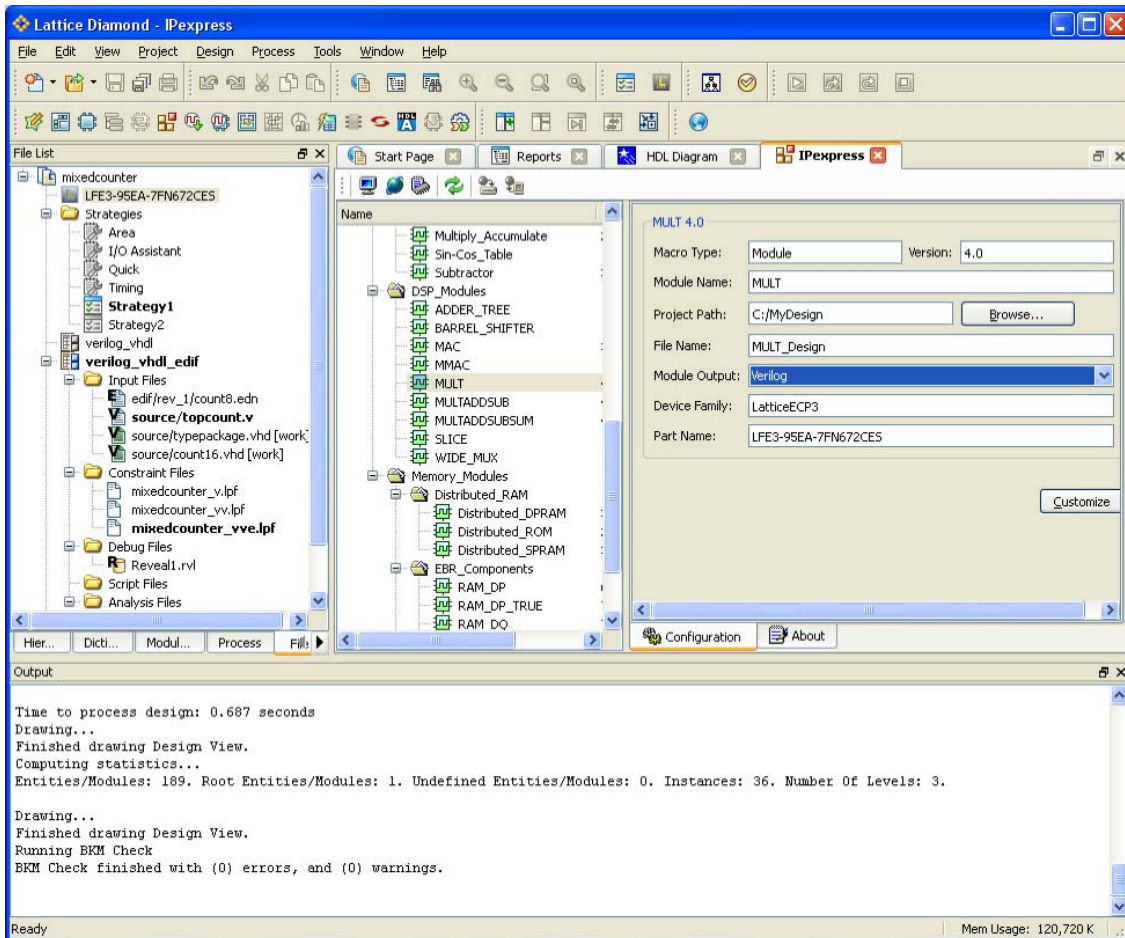 Lattice Diamond - IPexpress
File Edit View Project Design Process Tools Window Help
File List
Start Page Reports HDL Diagram IPexpress
mixedcounter
LFE3-95EA-7FN672CES
Strategies
Area
I/O Assistant
Quick
Timing
Strategy1
Strategy2
verilog_vhdl
verilog_vhdl_edif
Input Files
edif/rev_1/count8.edn
source/topcount.v
source/typepackage.vhd [work]
source/count16.vhd [work]
Constraint Files
mixedcounter_v.lpf
mixedcounter_vv.lpf
mixedcounter_vve.lpf
Debug Files
Reveal1.rvl
Script Files
Analysis Files
Hier... Dicti... Modul... Process
Name
Multiply_Accumulate
Sin-Cos_Table
Subtractor
DSP_Modules
ADDER_TREE
BARREL_SHIFTER
MAC
MMAC
MULT
MULTADDSUB
MULTADDSUBSUM
SLICE
WIDE_MUX
Memory_Modules
Distributed_RAM
Distributed_DPRAM
Distributed_ROM
Distributed_SPRAM
EBR_Components
RAM_DP
RAM_DP_TRUE
RAM_DQ
MULT 4.0
Macro Type: Module Version: 4.0
Module Name: MULT
Project Path: C:/MyDesign Browse...
File Name: MULT_Design
Module Output: Verilog
Device Family: LatticeECP3
Part Name: LFE3-95EA-7FN672CES
Customize
Configuration About
Output
Time to process design: 0.687 seconds
Drawing...
Finished drawing Design View.
Computing statistics...
Entities/Modules: 189. Root Entities/Modules: 1. Undefined Entities/Modules: 0. Instances: 36. Number Of Levels: 3.
Drawing...
Finished drawing Design View.
Running BKM Check
BKM Check finished with (0) errors, and (0) warnings.
Ready Mem Usage: 120,720 K